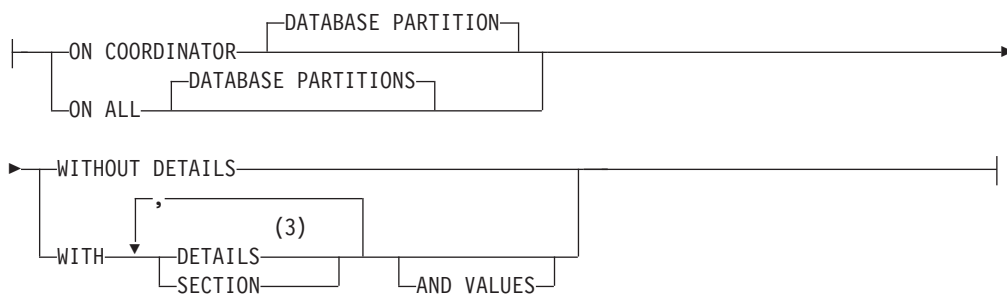 DATABASE PARTITION
ON COORDINATOR
DATABASE PARTITIONS
ON ALL
WITHOUT DETAILS
,
(3)
WITH DETAILS
SECTION AND VALUES